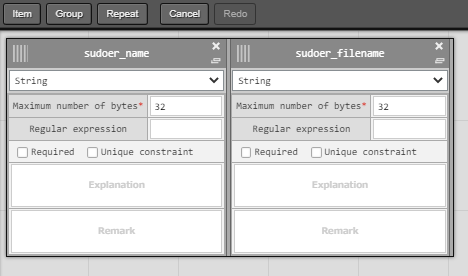 Item Group Repeat Cancel Redo
sudoer_name sudoer_filename
String String
Maximum number of bytes* 32 Maximum number of bytes* 32
Regular expression Regular expression
Required Unique constraint Required Unique constraint
Explanation Explanation
Remark Remark